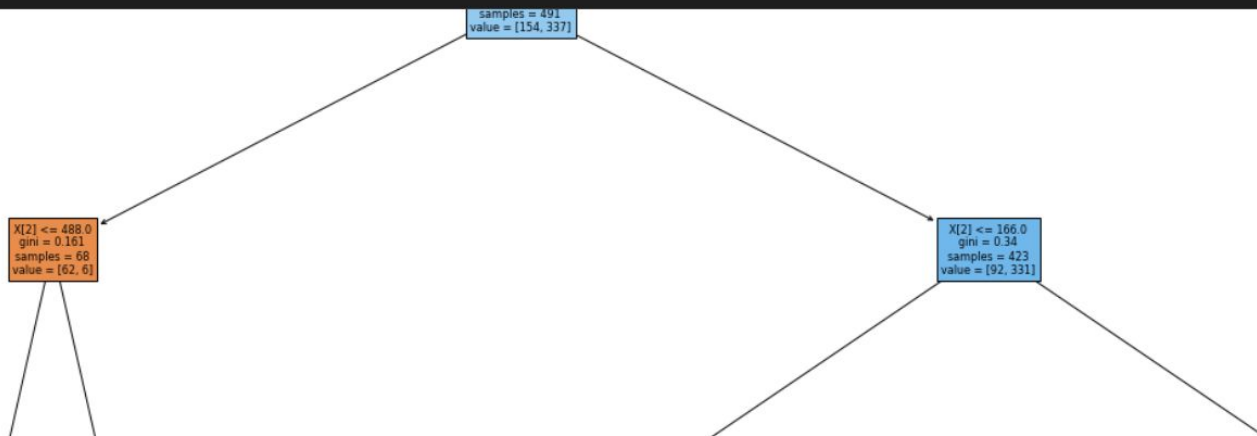 samples = 491
value = [154, 337]
X[2] <= 488.0
gini = 0.161
samples = 68
value = [62, 6]
X[2] <= 166.0
gini = 0.34
samples = 423
value = [92, 331]